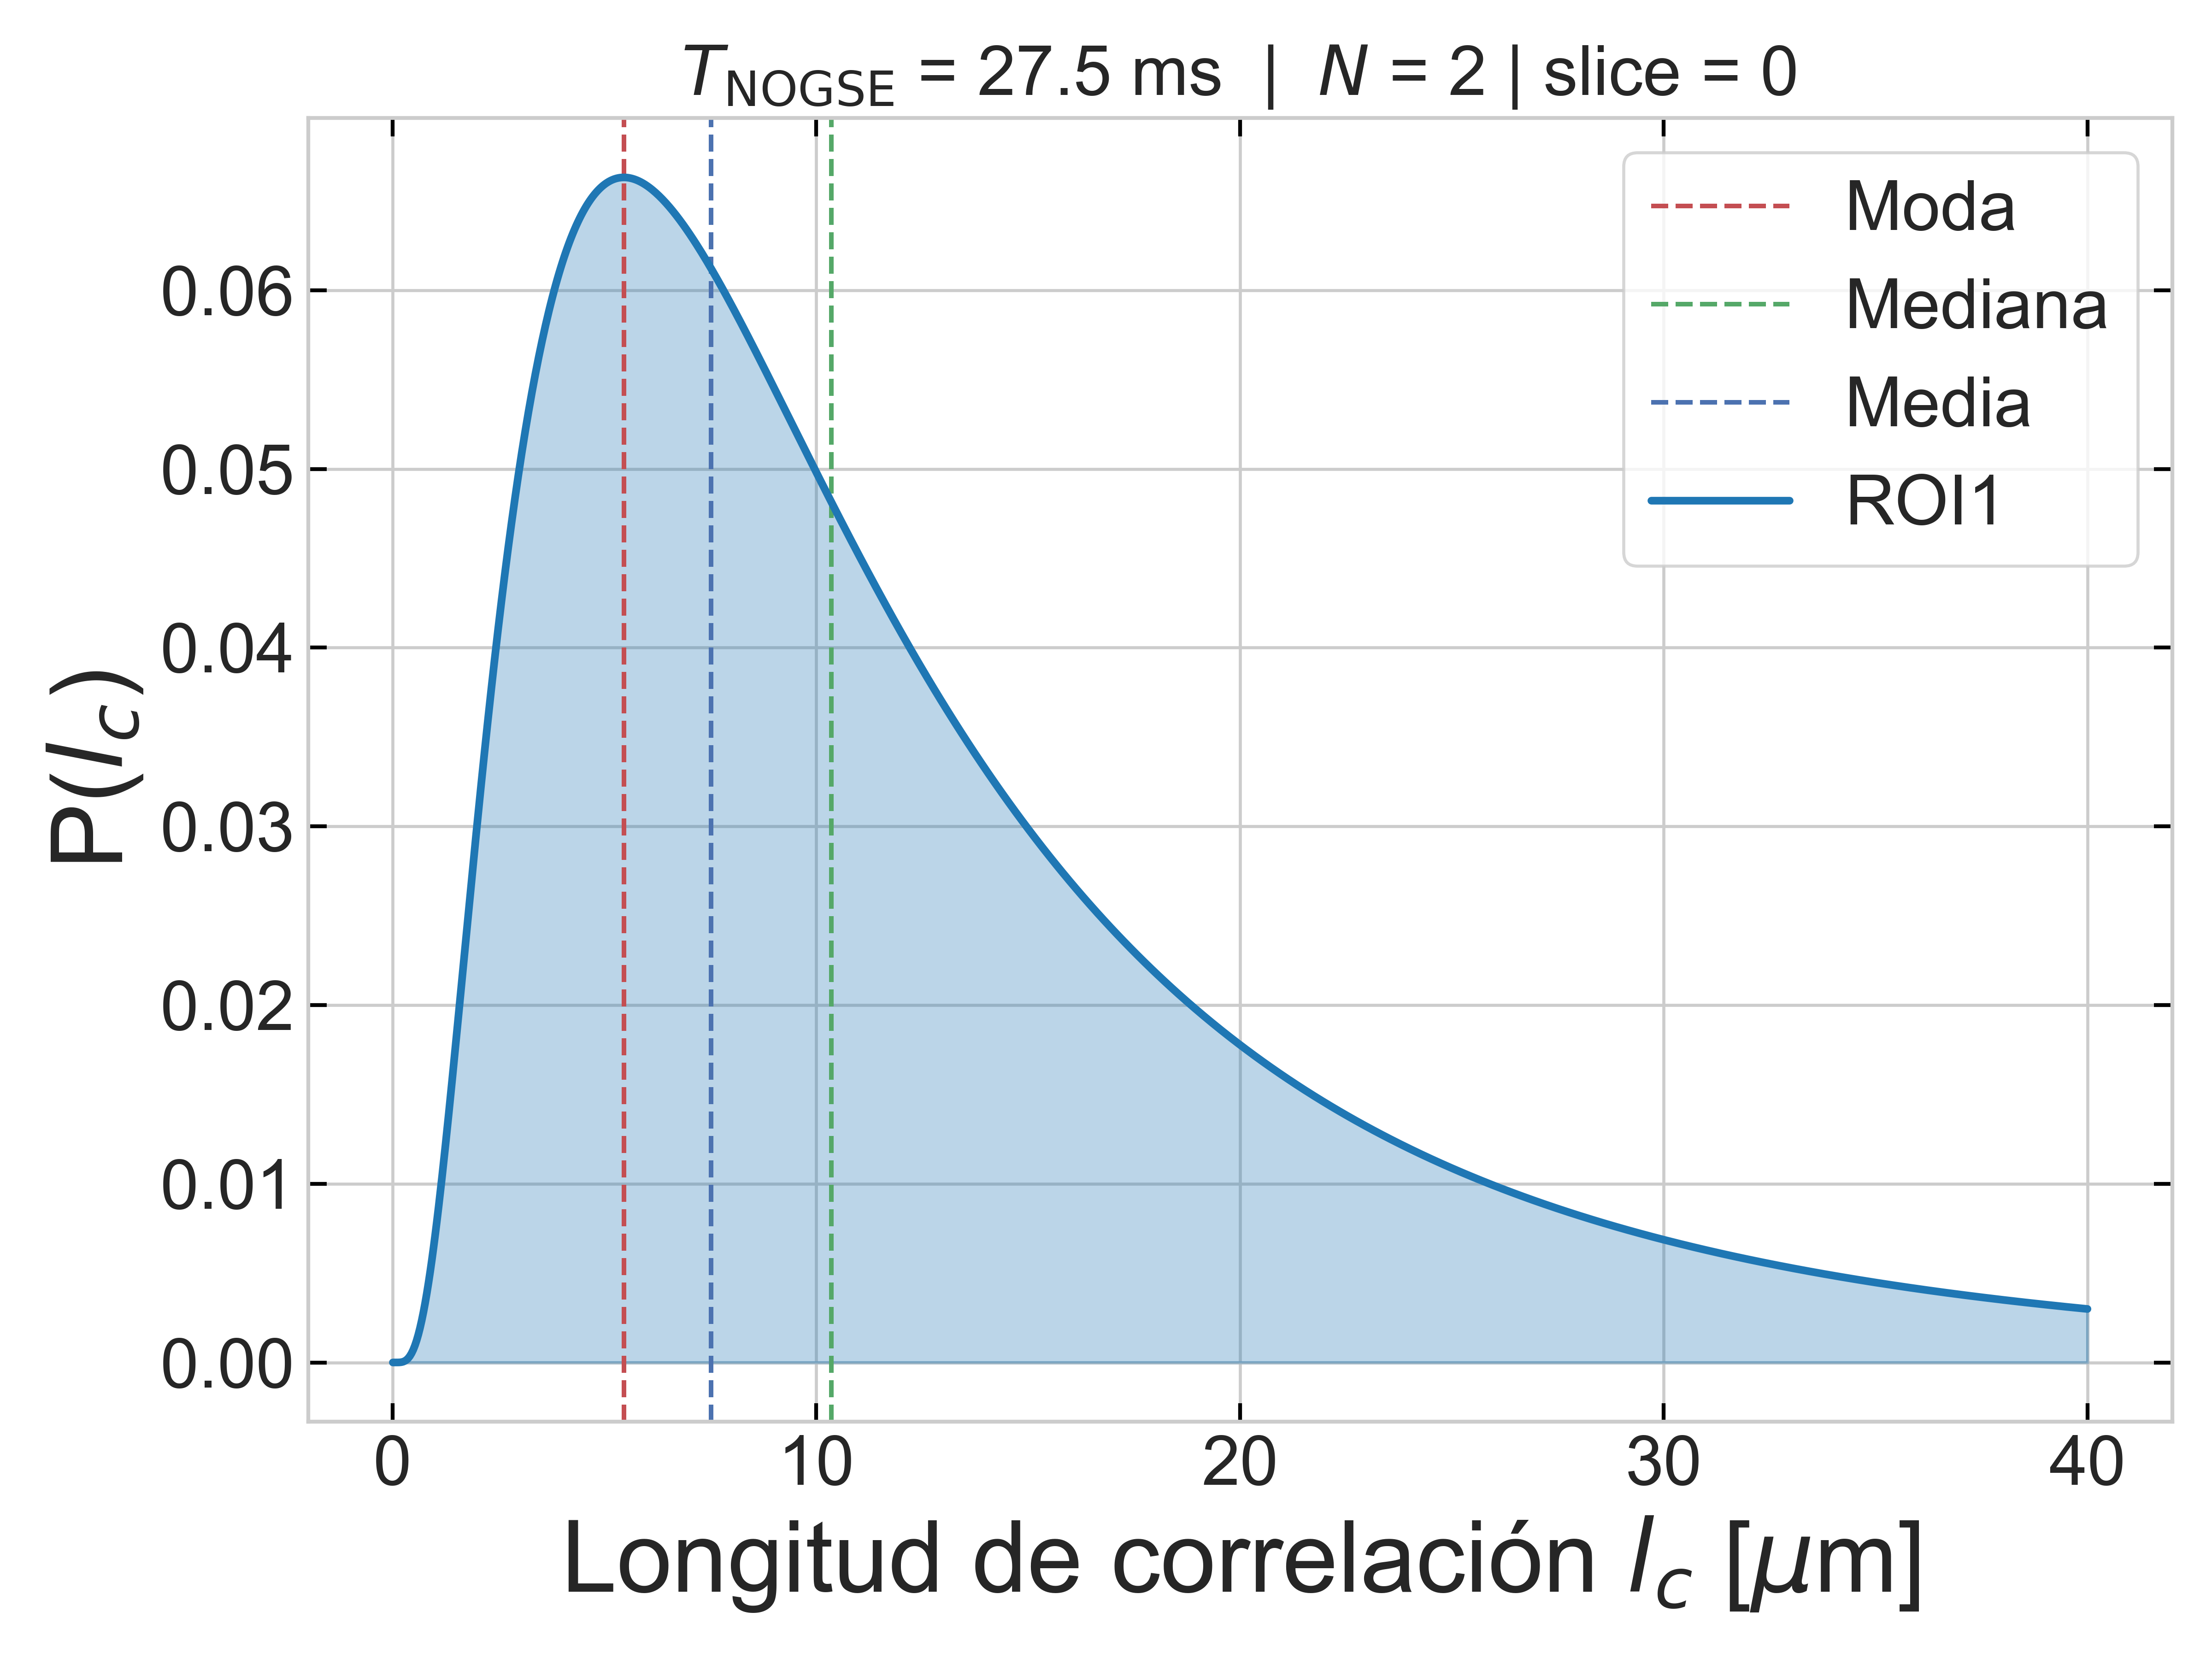 T_NOGSE = 27.5 ms | N = 2 | slice = 0
Moda
Mediana
Media
ROI1
P(l_c)
0.06
0.05
0.04
0.03
0.02
0.01
0.00
0 10 20 30 40
Longitud de correlación l_c [μm]